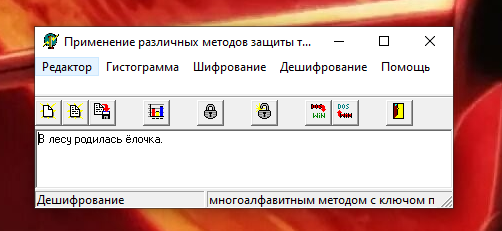 Применение различных методов защиты т...
Редактор Гистограмма Шифрование Дешифрование Помощь
DOS WIN DOS WIN
В лесу родилась ёлочка.
Дешифрование многоалфавитным методом с ключом п